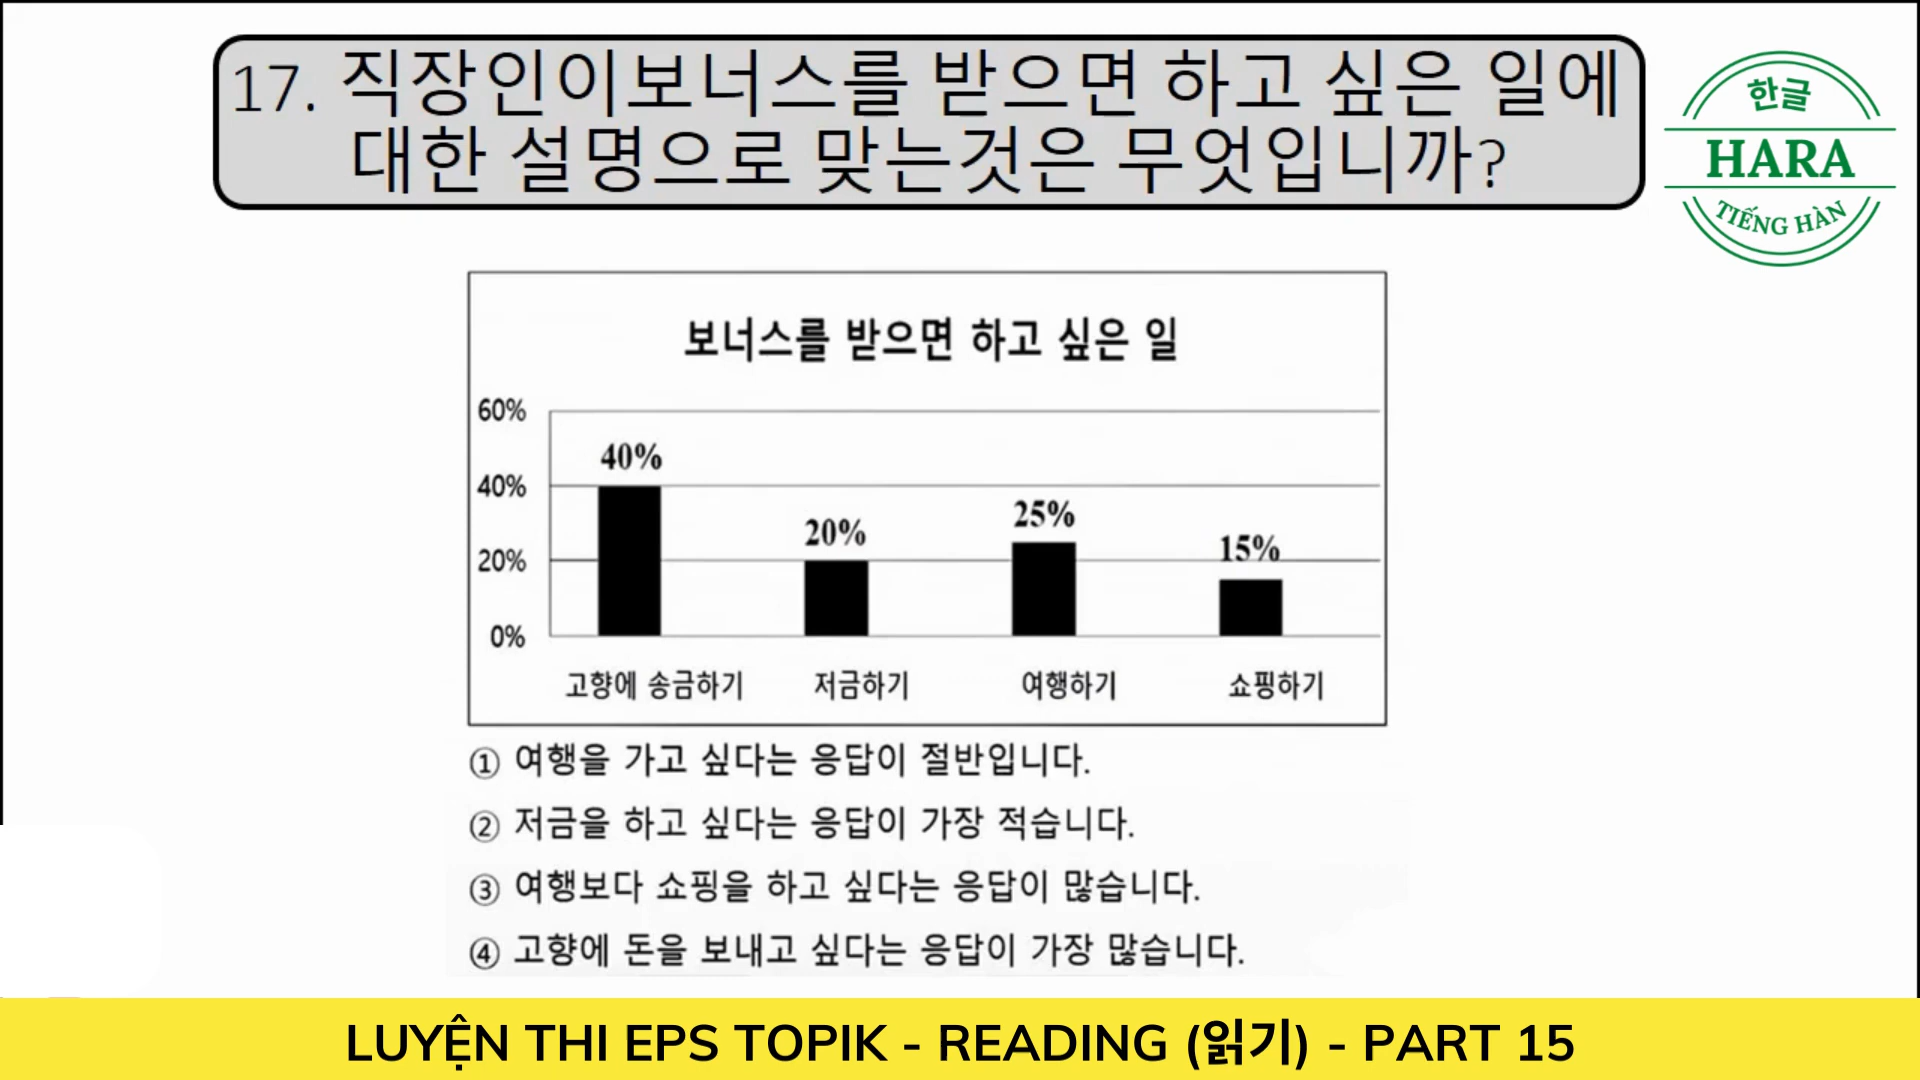 17. 직장인이보너스를 받으면 하고 싶은 일에
대한 설명으로 맞는것은 무엇입니까?
한글
HARA
TIẾNG HÀN
보너스를 받으면 하고 싶은 일
60%
40%
20%
0%
40%
20%
25%
15%
고향에 송금하기
저금하기
여행하기
쇼핑하기
① 여행을 가고 싶다는 응답이 절반입니다.
② 저금을 하고 싶다는 응답이 가장 적습니다.
③ 여행보다 쇼핑을 하고 싶다는 응답이 많습니다.
④ 고향에 돈을 보내고 싶다는 응답이 가장 많습니다.
LUYỆN THI EPS TOPIK - READING (읽기) - PART 15